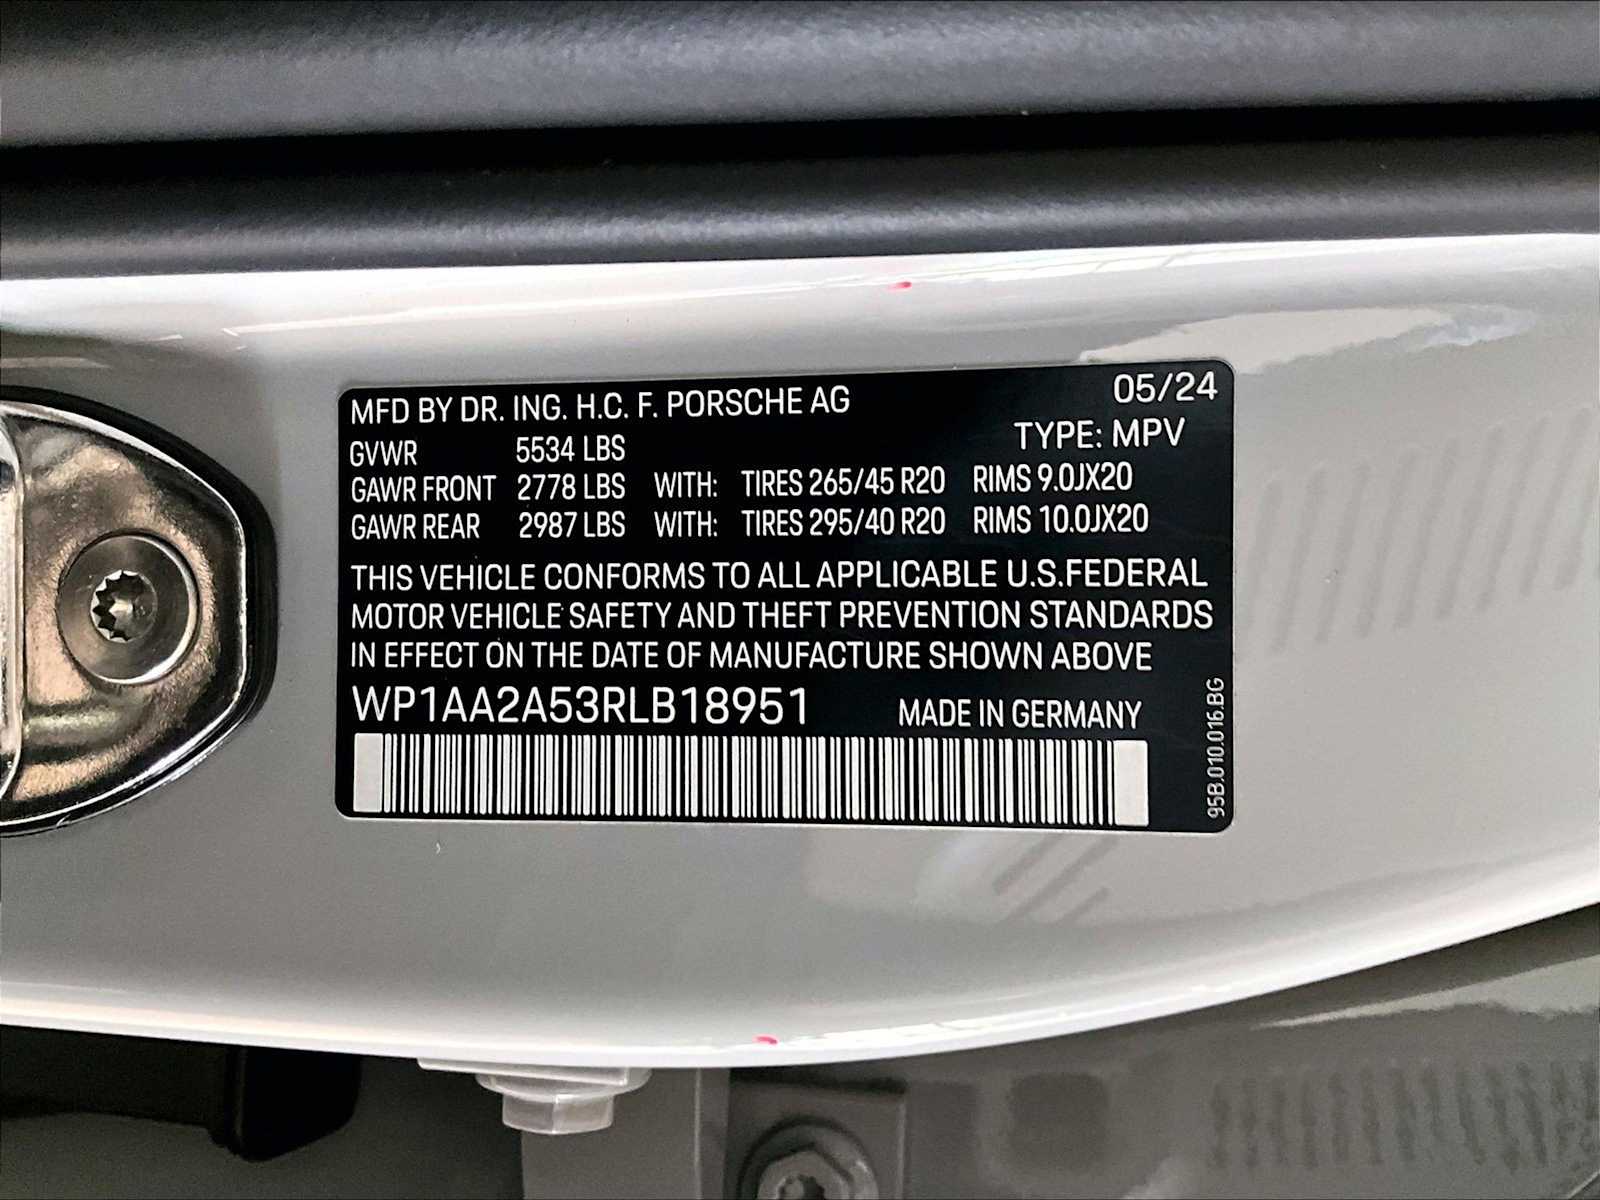 MFD BY DR. ING. H.C. F. PORSCHE AG 05/24
TYPE: MPV
GVWR 5534 LBS
GAWR FRONT 2778 LBS WITH: TIRES 265/45 R20 RIMS 9.0JX20
GAWR REAR 2987 LBS WITH: TIRES 295/40 R20 RIMS 10.0JX20
THIS VEHICLE CONFORMS TO ALL APPLICABLE U.S.FEDERAL
MOTOR VEHICLE SAFETY AND THEFT PREVENTION STANDARDS
IN EFFECT ON THE DATE OF MANUFACTURE SHOWN ABOVE
WP1AA2A53RLB18951 MADE IN GERMANY
95B.010.016.BG